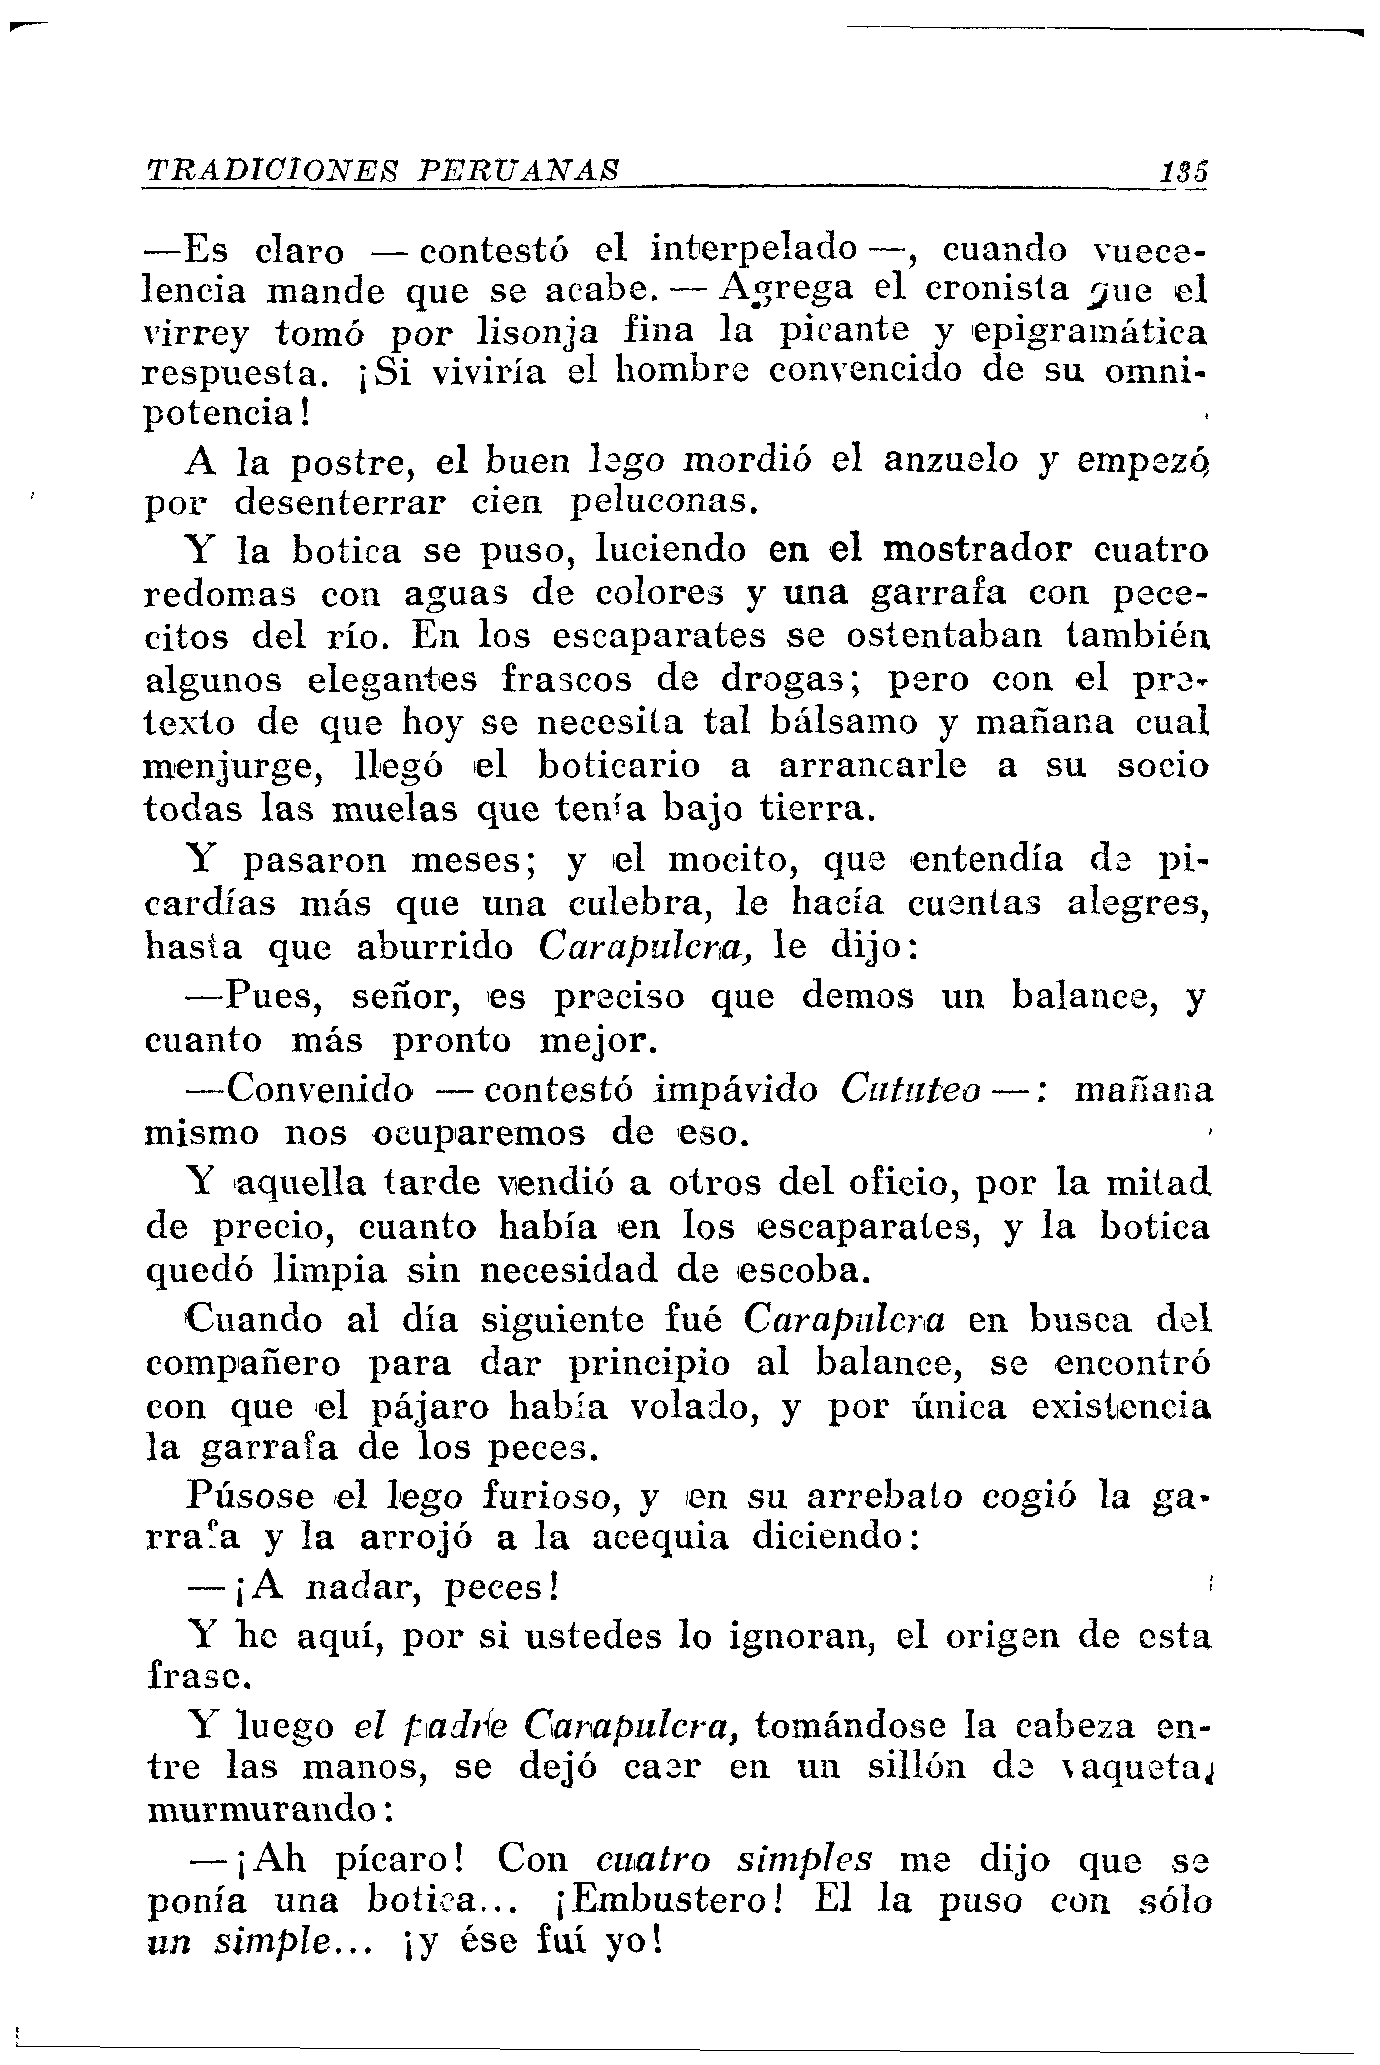 TRADICIONES PERUANAS 135
—Es claro — contestó el interpelado —, cuando vuece-
lencia mande que se acabe. — Agrega el cronista que el
virrey tomó por lisonja fina la picante y epigramática
respuesta. ¡Si viviría el hombre convencido de su omni-
potencia!
A la postre, el buen lego mordió el anzuelo y empezó
por desenterrar cien peluconas.
Y la botica se puso, luciendo en el mostrador cuatro
redomas con aguas de colores y una garrafa con pece-
citos del río. En los escaparates se ostentaban también
algunos elegantes frascos de drogas; pero con el pre-
texto de que hoy se necesita tal bálsamo y mañana cual
menjurge, llegó el boticario a arrancarle a su socio
todas las muelas que tenía bajo tierra.
Y pasaron meses; y el mocito, que entendía de pi-
cardías más que una culebra, le hacía cuentas alegres,
hasta que aburrido Carapulcra, le dijo:
—Pues, señor, es preciso que demos un balance, y
cuanto más pronto mejor.
—Convenido — contestó impávido Cututeo —: mañana
mismo nos ocuparemos de eso.
Y aquella tarde vendió a otros del oficio, por la mitad
de precio, cuanto había en los escaparates, y la botica
quedó limpia sin necesidad de escoba.
Cuando al día siguiente fué Carapulcra en busca del
compañero para dar principio al balance, se encontró
con que el pájaro había volado, y por única existencia
la garrafa de los peces.
Púsose el lego furioso, y en su arrebato cogió la ga-
rrafa y la arrojó a la acequia diciendo:
—¡A nadar, peces!
Y he aquí, por si ustedes lo ignoran, el origen de esta
frase.
Y luego el padre Carapulcra, tomándose la cabeza en-
tre las manos, se dejó caer en un sillón de vaqueta,
murmurando:
—¡Ah pícaro! Con cuatro simples me dijo que se
ponía una botica... ¡Embustero! El la puso con sólo
un simple... ¡y ése fuí yo!